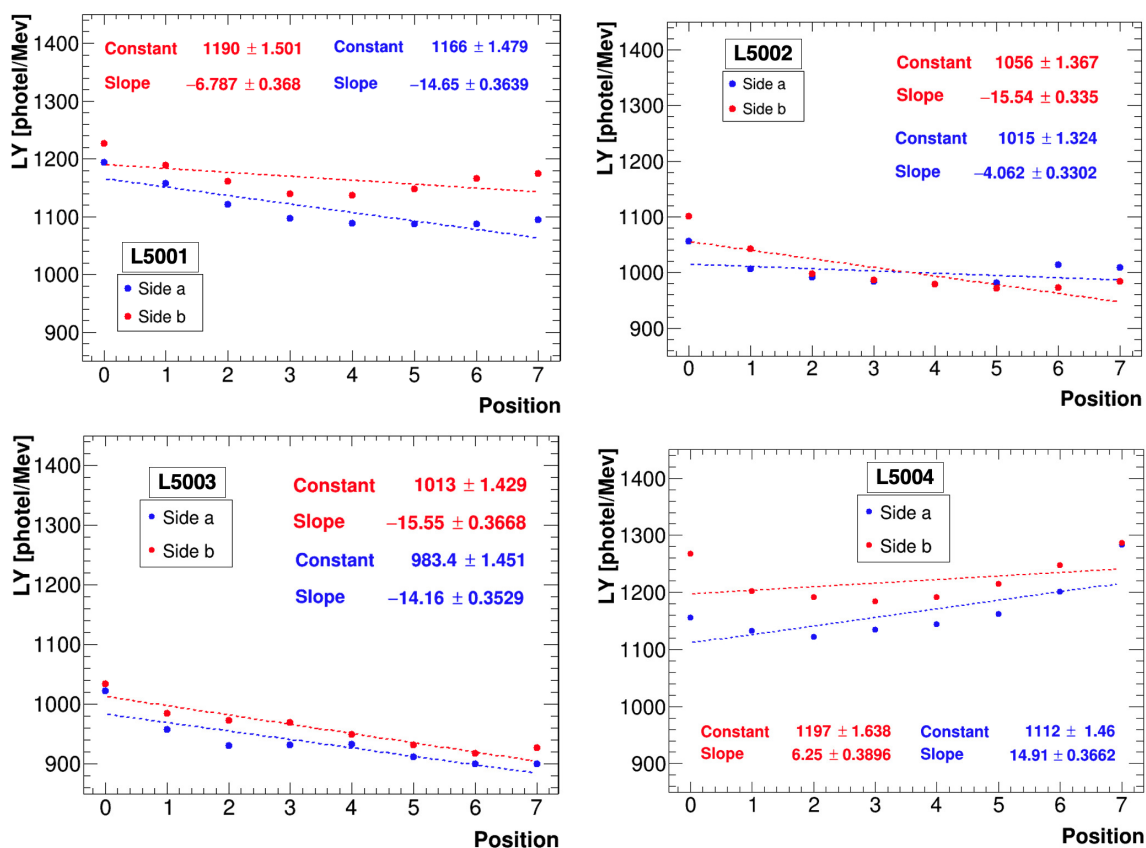 LY [photel/Mev]
1400
1300
1200
1100
1000
900
Constant 1190 ± 1.501 Constant 1166 ± 1.479
Slope −6.787 ± 0.368 Slope −14.65 ± 0.3639
L5001
Side a
Side b
0 1 2 3 4 5 6 7
Position
LY [photel/Mev]
1400
1300
1200
1100
1000
900
L5002
Side a
Side b
Constant 1056 ± 1.367
Slope −15.54 ± 0.335
Constant 1015 ± 1.324
Slope −4.062 ± 0.3302
0 1 2 3 4 5 6 7
Position
LY [photel/Mev]
1400
1300
1200
1100
1000
900
L5003
Side a
Side b
Constant 1013 ± 1.429
Slope −15.55 ± 0.3668
Constant 983.4 ± 1.451
Slope −14.16 ± 0.3529
0 1 2 3 4 5 6 7
Position
LY [photel/Mev]
1400
1300
1200
1100
1000
900
L5004
Side a
Side b
Constant 1197 ± 1.638 Constant 1112 ± 1.46
Slope 6.25 ± 0.3896 Slope 14.91 ± 0.3662
0 1 2 3 4 5 6 7
Position